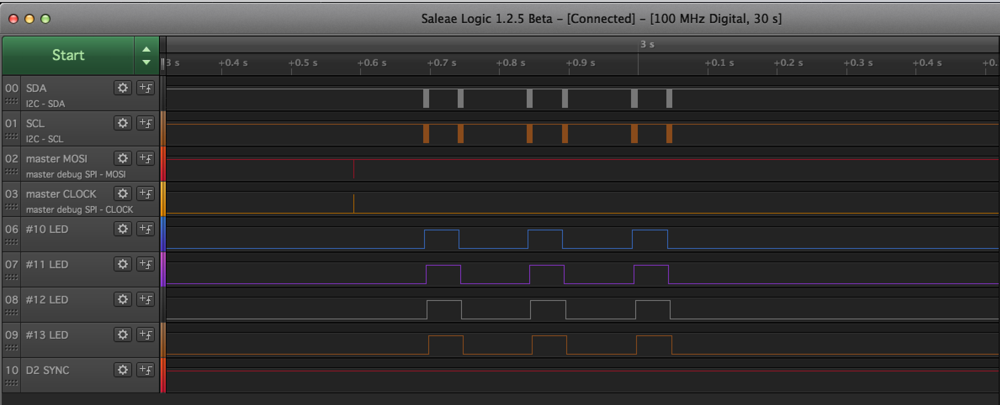 Saleae Logic 1.2.5 Beta – [Connected] – [100 MHz Digital, 30 s]
Start
3 s
3 s +0.4 s +0.5 s +0.6 s +0.7 s +0.8 s +0.9 s +0.1 s +0.2 s +0.3 s +0.4 s +0.
00 SDA
I2C - SDA
01 SCL
I2C - SCL
02 master MOSI
master debug SPI - MOSI
03 master CLOCK
master debug SPI - CLOCK
06 #10 LED
07 #11 LED
08 #12 LED
09 #13 LED
10 D2 SYNC